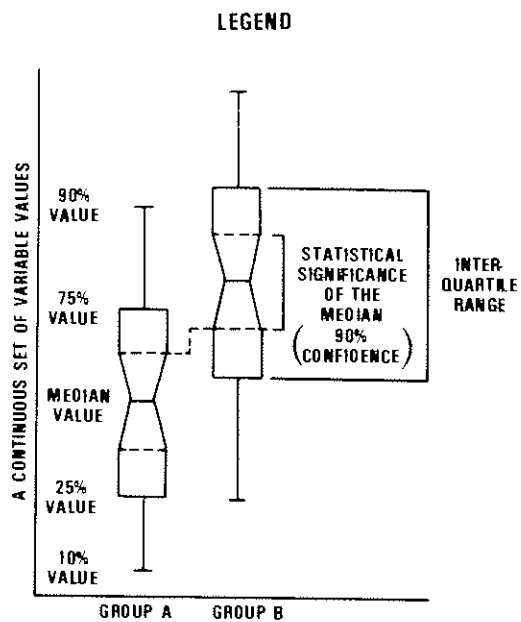 LEGEND
A CONTINUOUS SET OF VARIABLE VALUES
90%
VALUE
75%
VALUE
MEDIAN
VALUE
25%
VALUE
10%
VALUE
STATISTICAL
SIGNIFICANCE
OF THE
MEDIAN
(90%
CONFIDENCE)
INTER-
QUARTILE
RANGE
GROUP A
GROUP B